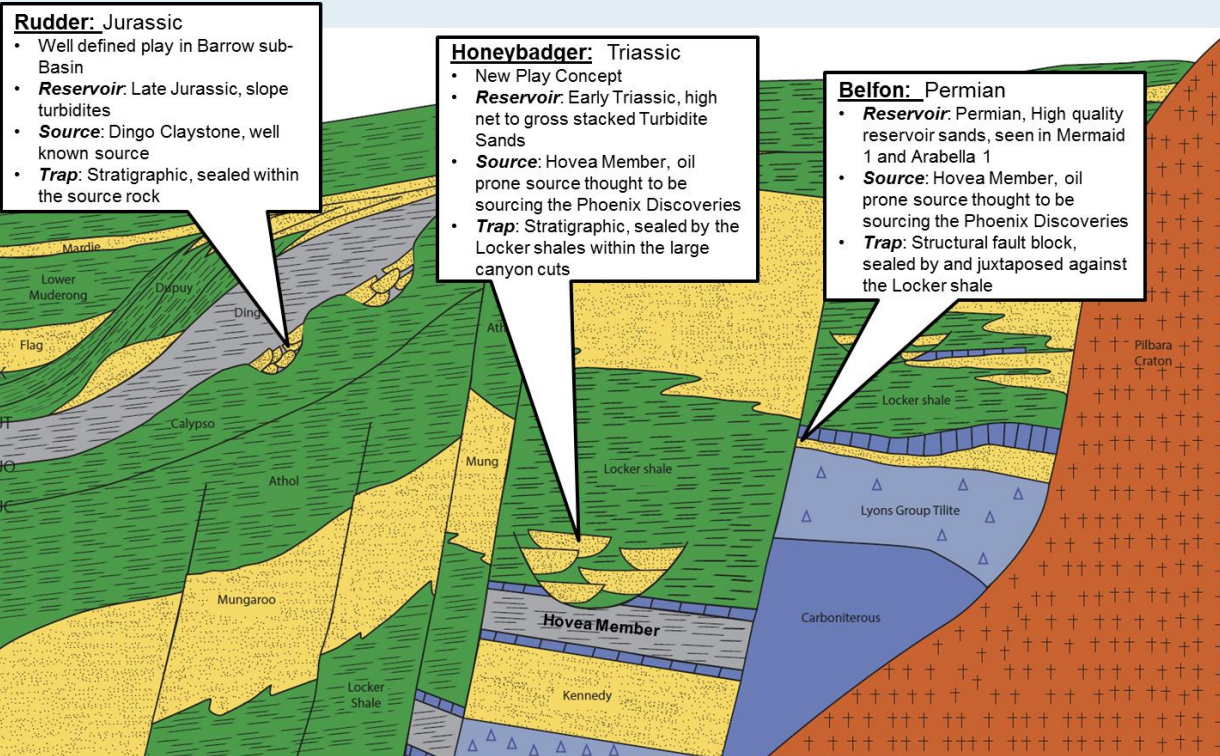 Rudder: Jurassic
• Well defined play in Barrow sub-
Basin
• Reservoir: Late Jurassic, slope
turbidites
• Source: Dingo Claystone, well
known source
• Trap: Stratigraphic, sealed within
the source rock
Honeybadger: Triassic
• New Play Concept
• Reservoir: Early Triassic, high
net to gross stacked Turbidite
Sands
• Source: Hovea Member, oil
prone source thought to be
sourcing the Phoenix Discoveries
• Trap: Stratigraphic, sealed by the
Locker shales within the large
canyon cuts
Belfon: Permian
• Reservoir: Permian, High quality
reservoir sands, seen in Mermaid
1 and Arabella 1
• Source: Hovea Member, oil
prone source thought to be
sourcing the Phoenix Discoveries
• Trap: Structural fault block,
sealed by and juxtaposed against
the Locker shale
Mardie
Lower
Muderong
Dupuy
Ding
Flag
Ath
Pilbara
Craton
K
JT
JO
JC
Calypso
Athol
Mung
Locker shale
Locker shale
Lyons Group Tilite
Mungaroo
Hovea Member
Carboniterous
Locker
Shale
Kennedy